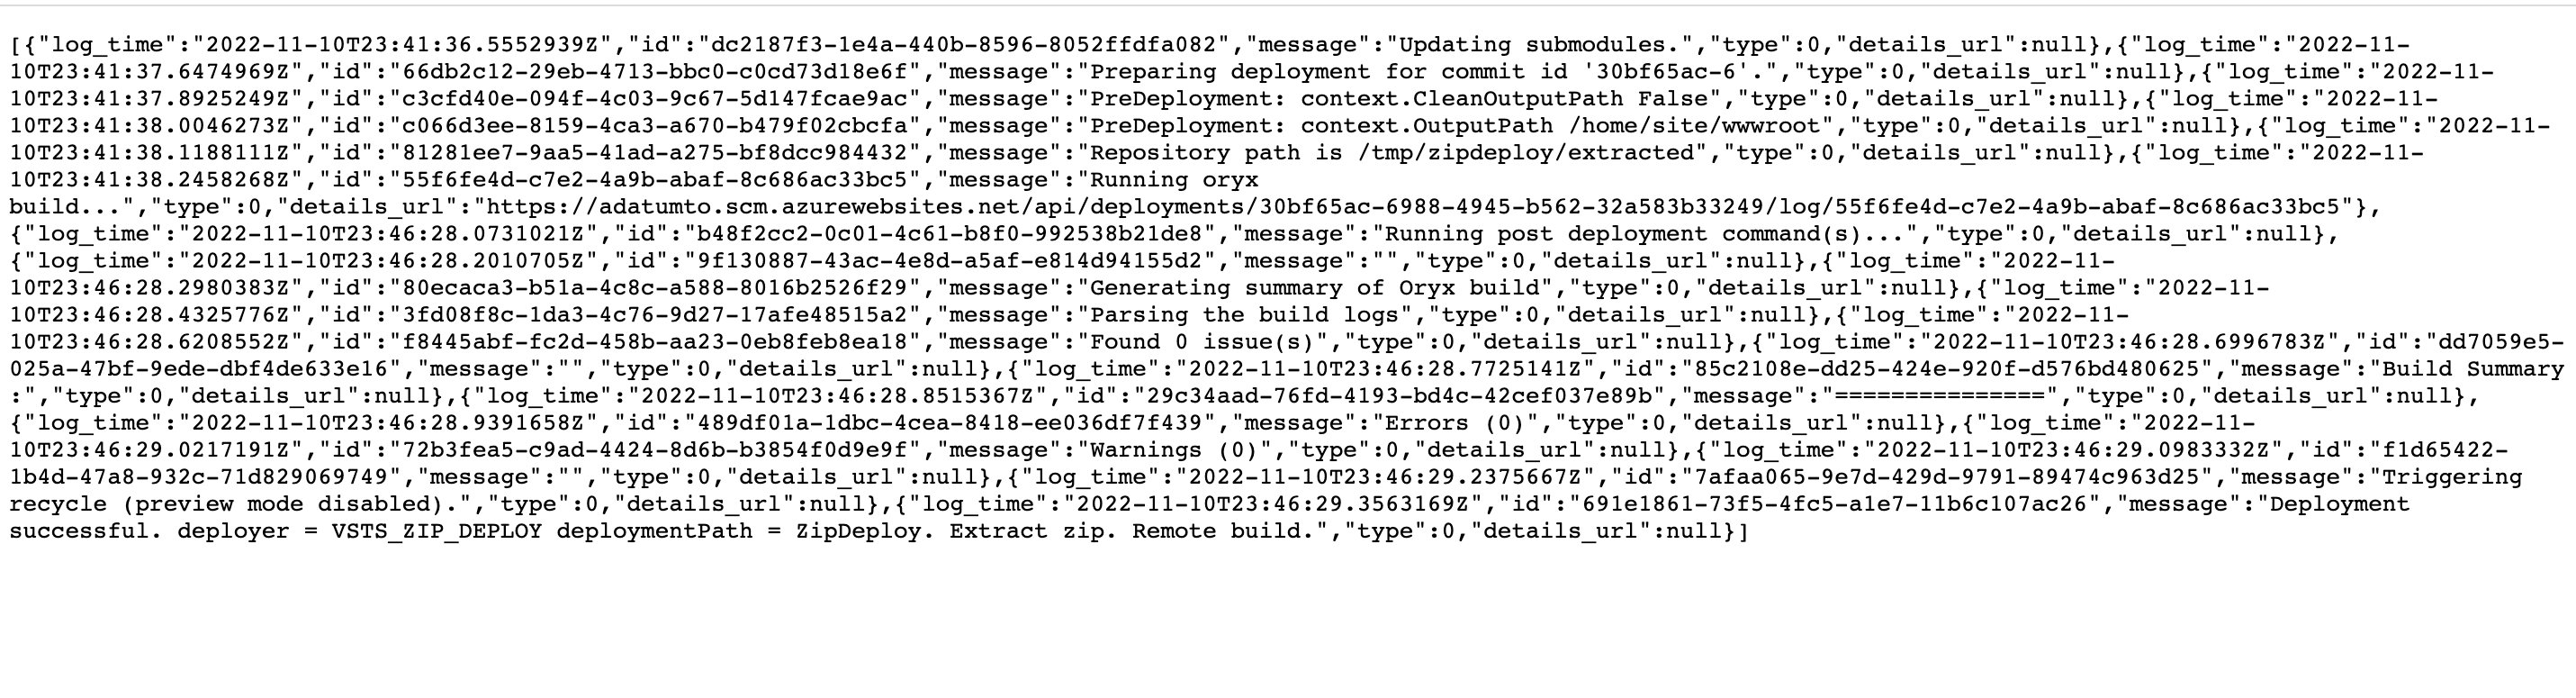 [{"log_time":"2022-11-10T23:41:36.5552939Z","id":"dc2187f3-1e4a-440b-8596-8052ffdfa082","message":"Updating submodules.","type":0,"details_url":null},{"log_time":"2022-11-
10T23:41:37.6474969Z","id":"66db2c12-29eb-4713-bbc0-c0cd73d18e6f","message":"Preparing deployment for commit id '30bf65ac-6'.","type":0,"details_url":null},{"log_time":"2022-11-
10T23:41:37.8925249Z","id":"c3cfd40e-094f-4c03-9c67-5d147fcae9ac","message":"PreDeployment: context.CleanOutputPath False","type":0,"details_url":null},{"log_time":"2022-11-
10T23:41:38.0046273Z","id":"c066d3ee-8159-4ca3-a670-b479f02cbcfa","message":"PreDeployment: context.OutputPath /home/site/wwwroot","type":0,"details_url":null},{"log_time":"2022-11-
10T23:41:38.1188111Z","id":"81281ee7-9aa5-41ad-a275-bf8dcc984432","message":"Repository path is /tmp/zipdeploy/extracted","type":0,"details_url":null},{"log_time":"2022-11-
10T23:41:38.2458268Z","id":"55f6fe4d-c7e2-4a9b-abaf-8c686ac33bc5","message":"Running oryx
build...","type":0,"details_url":"https://adatumto.scm.azurewebsites.net/api/deployments/30bf65ac-6988-4945-b562-32a583b33249/log/55f6fe4d-c7e2-4a9b-abaf-8c686ac33bc5"},
{"log_time":"2022-11-10T23:46:28.0731021Z","id":"b48f2cc2-0c01-4c61-b8f0-992538b21de8","message":"Running post deployment command(s)...","type":0,"details_url":null},
{"log_time":"2022-11-10T23:46:28.2010705Z","id":"9f130887-43ac-4e8d-a5af-e814d94155d2","message":"","type":0,"details_url":null},{"log_time":"2022-11-
10T23:46:28.2980383Z","id":"80ecaca3-b51a-4c8c-a588-8016b2526f29","message":"Generating summary of Oryx build","type":0,"details_url":null},{"log_time":"2022-11-
10T23:46:28.4325776Z","id":"3fd08f8c-1da3-4c76-9d27-17afe48515a2","message":"Parsing the build logs","type":0,"details_url":null},{"log_time":"2022-11-
10T23:46:28.6208552Z","id":"f8445abf-fc2d-458b-aa23-0eb8feb8ea18","message":"Found 0 issue(s)","type":0,"details_url":null},{"log_time":"2022-11-10T23:46:28.6996783Z","id":"dd7059e5-
025a-47bf-9ede-dbf4de633e16","message":"","type":0,"details_url":null},{"log_time":"2022-11-10T23:46:28.7725141Z","id":"85c2108e-dd25-424e-920f-d576bd480625","message":"Build Summary
:","type":0,"details_url":null},{"log_time":"2022-11-10T23:46:28.8515367Z","id":"29c34aad-76fd-4193-bd4c-42cef037e89b","message":"===============","type":0,"details_url":null},
{"log_time":"2022-11-10T23:46:28.9391658Z","id":"489df01a-1dbc-4cea-8418-ee036df7f439","message":"Errors (0)","type":0,"details_url":null},{"log_time":"2022-11-
10T23:46:29.0217191Z","id":"72b3fea5-c9ad-4424-8d6b-b3854f0d9e9f","message":"Warnings (0)","type":0,"details_url":null},{"log_time":"2022-11-10T23:46:29.0983332Z","id":"f1d65422-
1b4d-47a8-932c-71d829069749","message":"","type":0,"details_url":null},{"log_time":"2022-11-10T23:46:29.2375667Z","id":"7afaa065-9e7d-429d-9791-89474c963d25","message":"Triggering
recycle (preview mode disabled).","type":0,"details_url":null},{"log_time":"2022-11-10T23:46:29.3563169Z","id":"691e1861-73f5-4fc5-a1e7-11b6c107ac26","message":"Deployment
successful. deployer = VSTS_ZIP_DEPLOY deploymentPath = ZipDeploy. Extract zip. Remote build.","type":0,"details_url":null}]